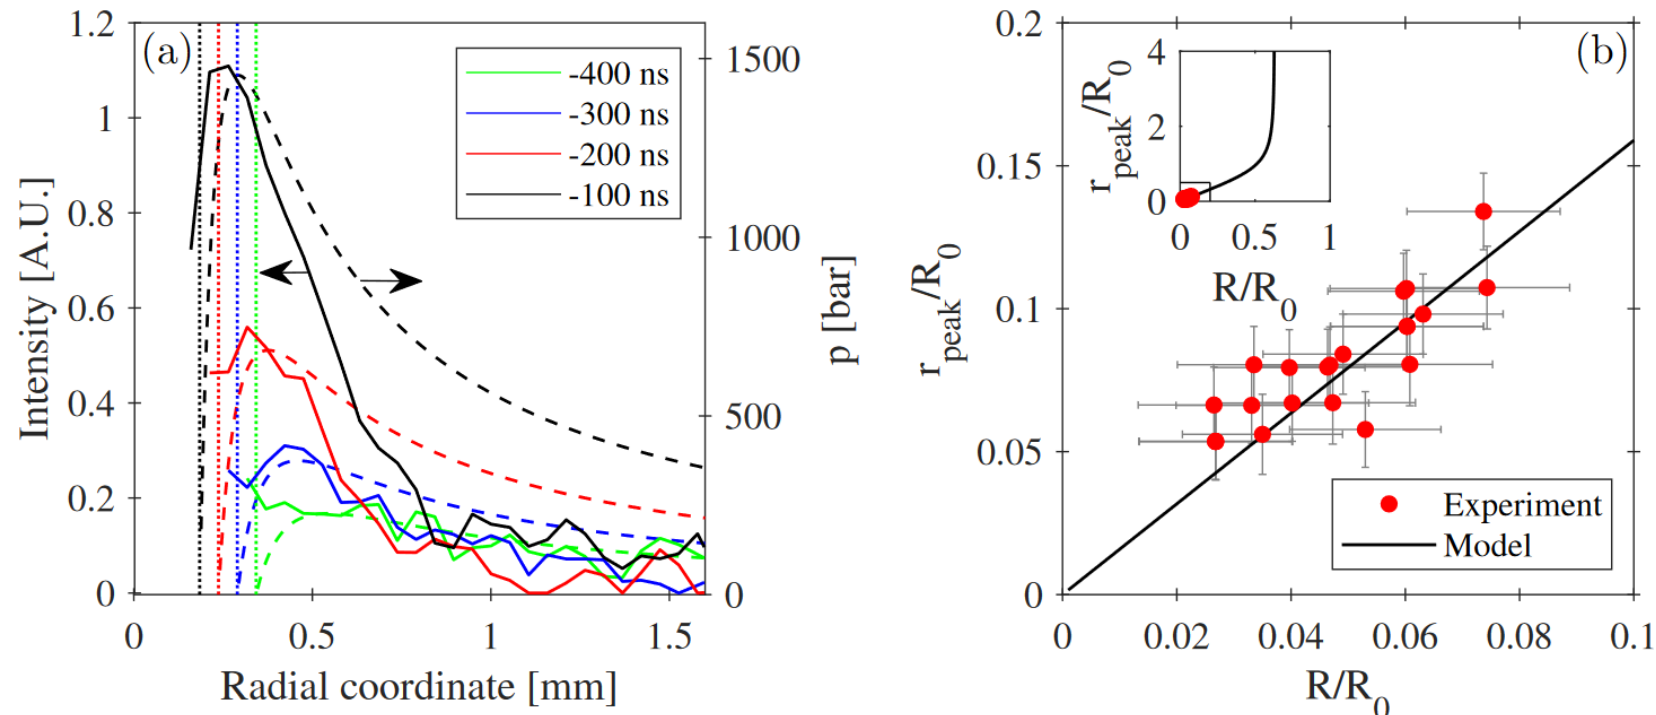 (a)
1.2
1
0.8
0.6
0.4
0.2
0
Intensity [A.U.]
-400 ns
-300 ns
-200 ns
-100 ns
1500
1000
500
0
p [bar]
0 0.5 1 1.5
Radial coordinate [mm]
(b)
0.2
0.15
0.1
0.05
0
r_peak/R_0
4
2
0
r_peak/R_0
0 0.5 1
R/R_0
Experiment
Model
0 0.02 0.04 0.06 0.08 0.1
R/R_0